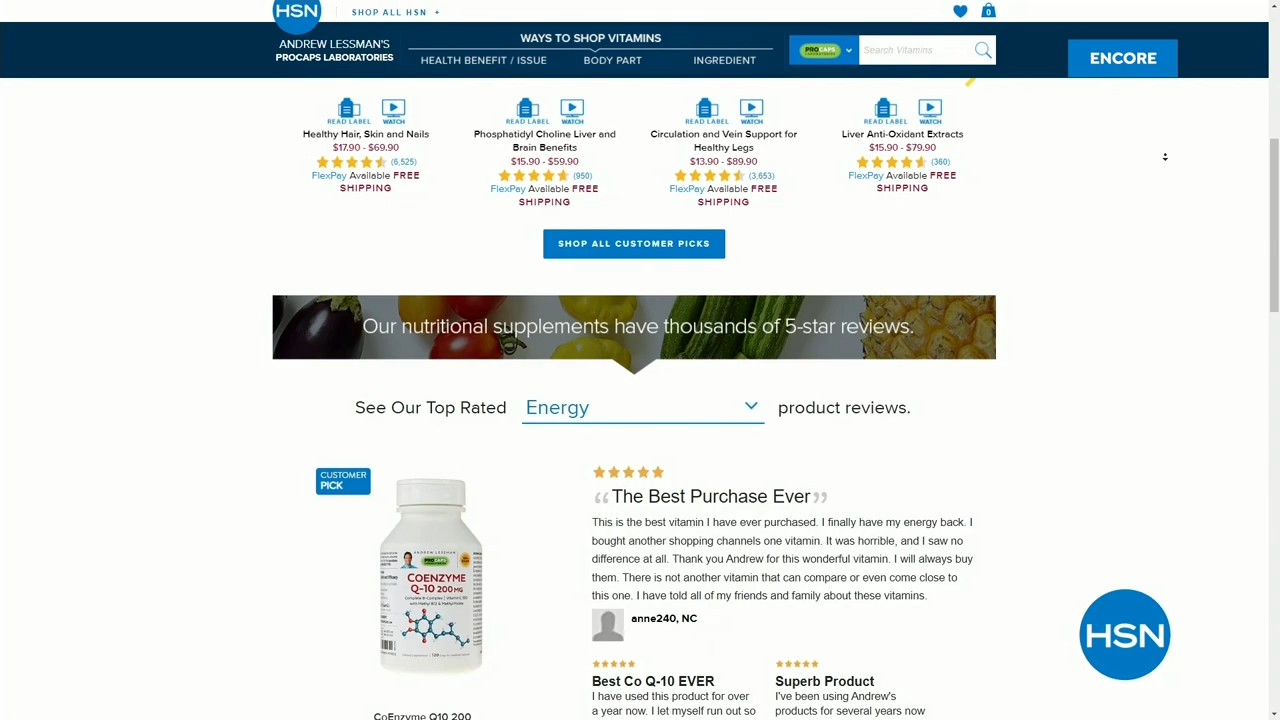 HSN
SHOP ALL HSN +
0
ANDREW LESSMAN'S
PROCAPS LABORATORIES
WAYS TO SHOP VITAMINS
HEALTH BENEFIT / ISSUE
BODY PART
INGREDIENT
PROCAPS
Search Vitamins
ENCORE
READ LABEL
WATCH
Healthy Hair, Skin and Nails
$17.90 - $69.90
(6,525)
FlexPay Available FREE
SHIPPING
READ LABEL
WATCH
Phosphatidyl Choline Liver and
Brain Benefits
$15.90 - $59.90
(950)
FlexPay Available FREE
SHIPPING
READ LABEL
WATCH
Circulation and Vein Support for
Healthy Legs
$13.90 - $89.90
(3,653)
FlexPay Available FREE
SHIPPING
READ LABEL
WATCH
Liver Anti-Oxidant Extracts
$15.90 - $79.90
(360)
FlexPay Available FREE
SHIPPING
SHOP ALL CUSTOMER PICKS
Our nutritional supplements have thousands of 5-star reviews.
See Our Top Rated Energy product reviews.
CUSTOMER
PICK
ANDREW LESSMAN
PROCAPS
COENZYME
Q-10 200 MG
CoEnzyme Q10 200
“The Best Purchase Ever”
This is the best vitamin I have ever purchased. I finally have my energy back. I
bought another shopping channels one vitamin. It was horrible, and I saw no
difference at all. Thank you Andrew for this wonderful vitamin. I will always buy
them. There is not another vitamin that can compare or even come close to
this one. I have told all of my friends and family about these vitamins.
anne240, NC
Best Co Q-10 EVER
I have used this product for over
a year now. I let myself run out so
Superb Product
I've been using Andrew's
products for several years now
HSN